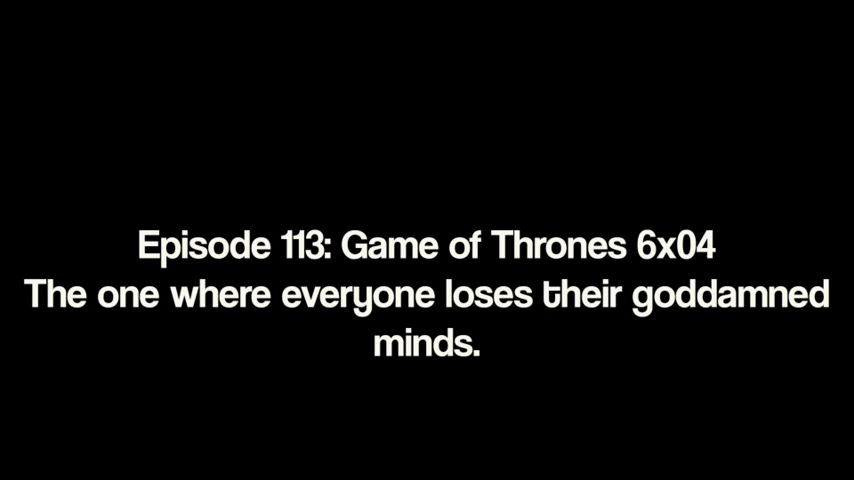 Episode 113: Game of Thrones 6x04
The one where everyone loses their goddamned
minds.